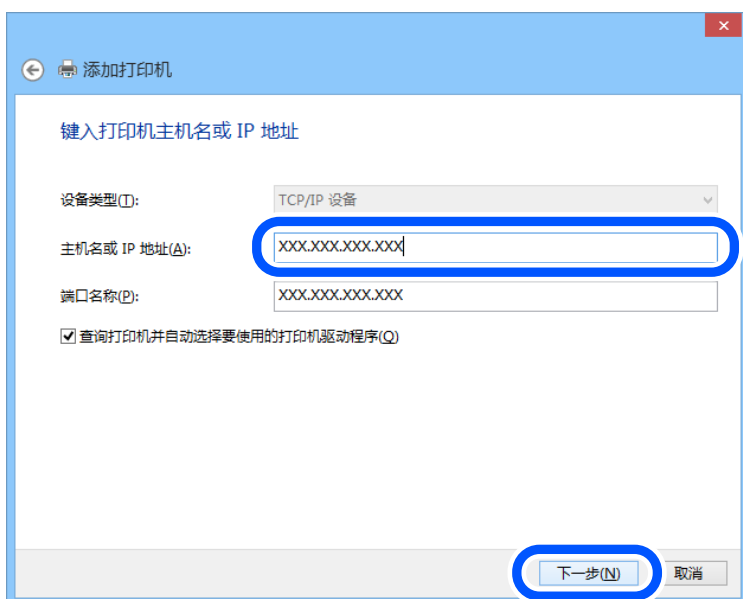 添加打印机
键入打印机主机名或 IP 地址
设备类型(T): TCP/IP 设备
主机名或 IP 地址(A): XXX.XXX.XXX.XXX
端口名称(P): XXX.XXX.XXX.XXX
查询打印机并自动选择要使用的打印机驱动程序(Q)
下一步(N) 取消